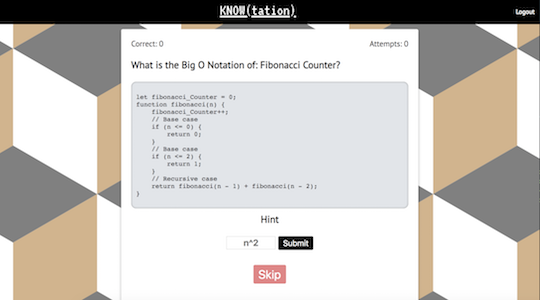 KNOW(tation)
Logout
Correct: 0 Attempts: 0
What is the Big O Notation of: Fibonacci Counter?
let fibonacci_Counter = 0;
function fibonacci(n) {
fibonacci_Counter++;
// Base case
if (n <= 0) {
return 0;
}
// Base case
if (n <= 2) {
return 1;
}
// Recursive case
return fibonacci(n - 1) + fibonacci(n - 2);
}
Hint
n^2 Submit
Skip